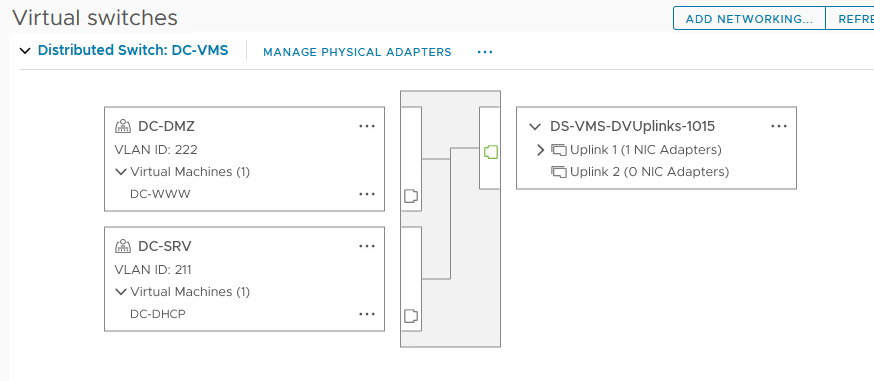 Virtual switches
ADD NETWORKING... REFRE
Distributed Switch: DC-VMS MANAGE PHYSICAL ADAPTERS ...
DC-DMZ ...
VLAN ID: 222
Virtual Machines (1)
DC-WWW ...
DC-SRV ...
VLAN ID: 211
Virtual Machines (1)
DC-DHCP ...
DS-VMS-DVUplinks-1015 ...
Uplink 1 (1 NIC Adapters)
Uplink 2 (0 NIC Adapters)